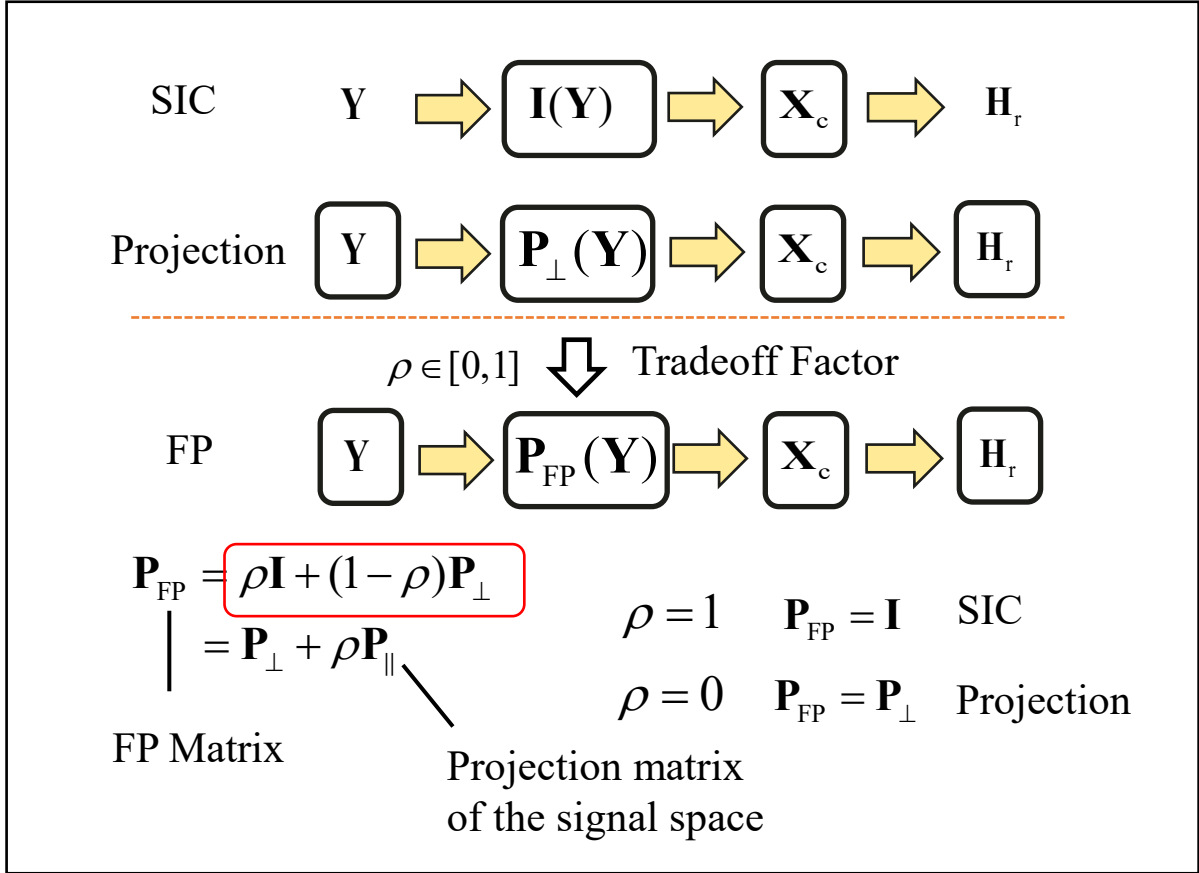 SIC Y I(Y) X_c H_r
Projection Y P_⊥(Y) X_c H_r
ρ∈[0,1] Tradeoff Factor
FP Y P_FP(Y) X_c H_r
P_FP = ρI + (1 − ρ)P_⊥
= P_⊥ + ρP_∥
FP Matrix
Projection matrix
of the signal space
ρ = 1 P_FP = I SIC
ρ = 0 P_FP = P_⊥ Projection